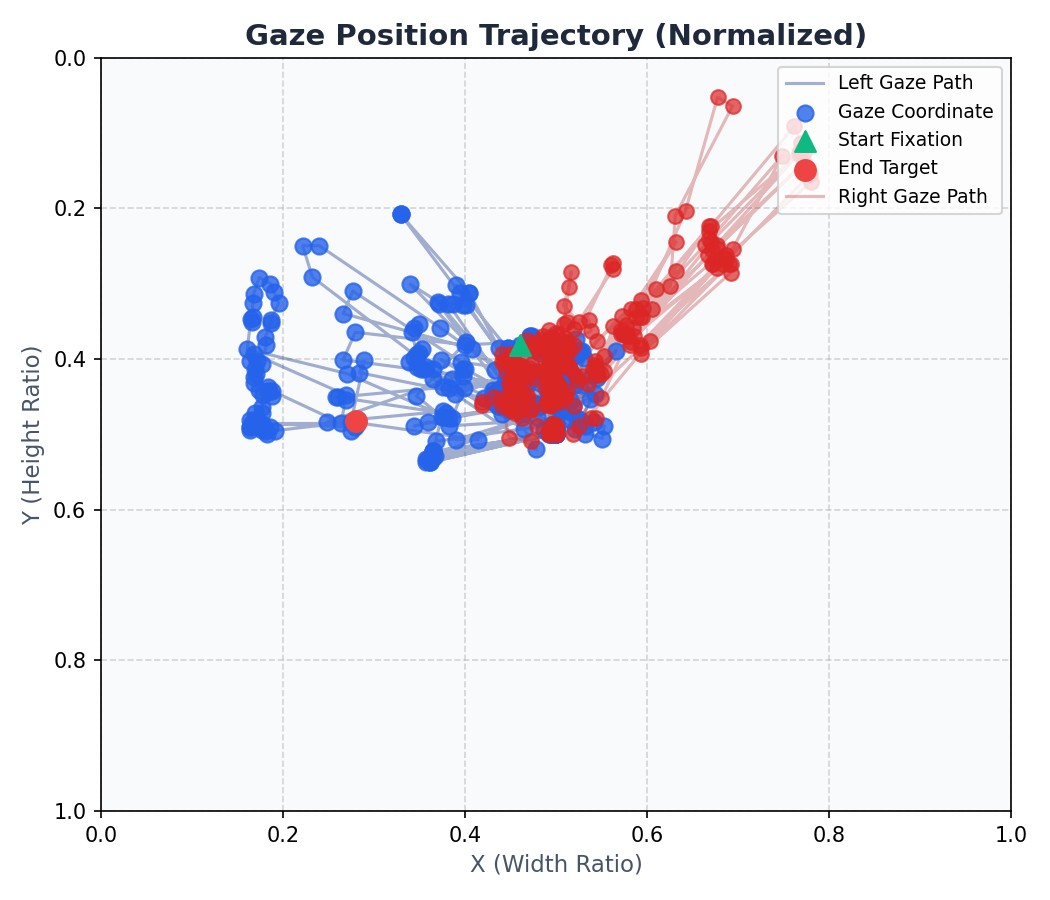 Gaze Position Trajectory (Normalized)
Left Gaze Path
Gaze Coordinate
Start Fixation
End Target
Right Gaze Path
0.0
0.2
0.4
0.6
0.8
1.0
Y (Height Ratio)
0.0
0.2
0.4
0.6
0.8
1.0
X (Width Ratio)